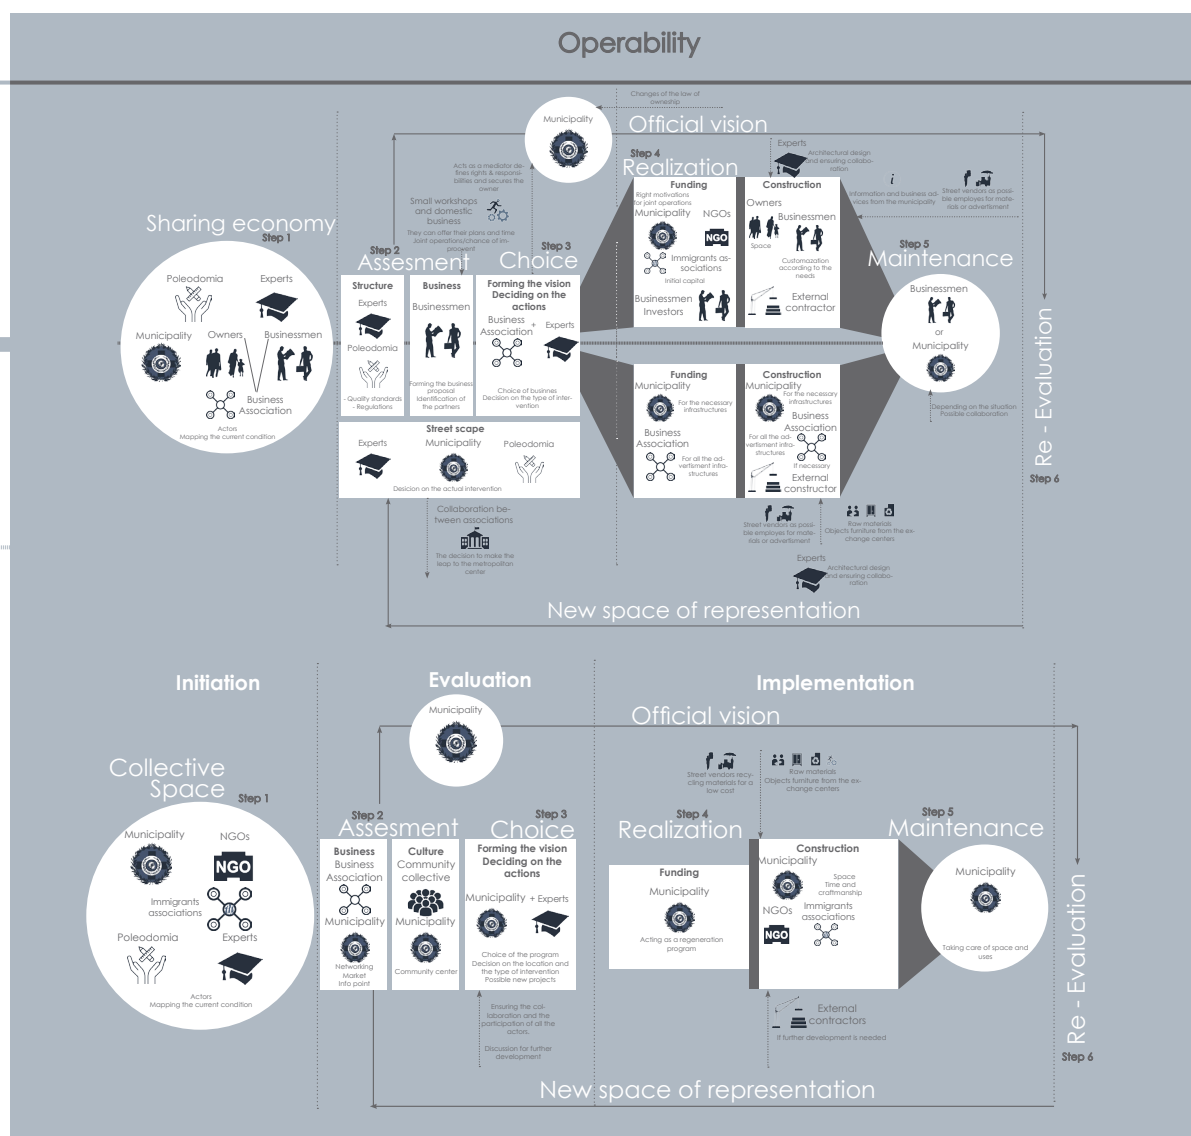 Operability
Changes of the law of
ownership
Municipality
Official vision
Experts
Architectural design
and ensuring collabo-
ration
Step 4
Realization
Acts as a mediator de-
fines rights & responsi-
bilities and secures the
owner
Small workshops
and domestic
business
They can offer their plans and time
Joint operations/chance of im-
provoent
i
Information and business ad-
vices from the municipality
Street vendors as possi-
ble employes for mate-
rials or advertisment
Sharing economy
Step 1
Poleodomia
Experts
Municipality
Owners
Businessmen
Business
Association
Actors
Mapping the current condition
Step 2
Assesment
Structure
Experts
Poleodomia
- Quality standards
- Regulations
Business
Businessmen
Forming the business
proposal
Identification of
the partners
Step 3
Choice
Forming the vision
Deciding on the
actions
Business
Association
+
Experts
Choice of businnes
Decision on the type of inter-
vention
Street scape
Experts
Municipality
Poleodomia
Desicion on the actual intervention
Collaboration be-
tween associations
The decision to make the
leap to the metropolitan
center
Funding
Right motivations
for joint operations
Municipality
NGOs
NGO
Immigrants as-
sociations
Initial capital
Businessmen
Investors
Construction
Owners
Businessmen
Space
Customazation
according to the
needs
External
contractor
Funding
Municipality
For the necessary
infrastructures
Business
Association
For all the ad-
vertisment infra-
structures
Construction
Municipality
For the necessary
infrastructures
Business
Association
For all the ad-
vertisment infra-
structures
If necessary
External
constructor
Step 5
Maintenance
Businessmen
or
Municipality
Depending on the situation
Possible collaboration
Street vendors as possi-
ble employes for mate-
rials or advertisment
Raw materials
Objects furniture from the ex-
change centers
Experts
Architectural design
and ensuring collabo-
ration
Re - Evaluation
Step 6
New space of representation
Initiation
Evaluation
Implementation
Municipality
Official vision
Collective
Space
Step 1
Municipality
NGOs
NGO
Immigrants
associations
Poleodomia
Experts
Actors
Mapping the current condition
Step 2
Assesment
Business
Business
Association
Municipality
Networking
Market
Info point
Culture
Community
collective
Municipality
Community center
Step 3
Choice
Forming the vision
Deciding on the
actions
Municipality
+ Experts
Choice of the program
Decision on the location and
the type of intervention
Possible new projects
Ensuring the col-
laboration and the
participation of all the
actors.
Discussion for further
development
Street vendors recy-
cling materials for a
low cost
Raw materials
Objects furniture from the ex-
change centers
Step 4
Realization
Funding
Municipality
Acting as a regeneration
program
Construction
Municipality
Space
Time and
craftmanship
NGOs
NGO
Immigrants
associations
External
contractors
If further development is needed
Step 5
Maintenance
Municipality
Taking care of space and
uses
Re - Evaluation
Step 6
New space of representation